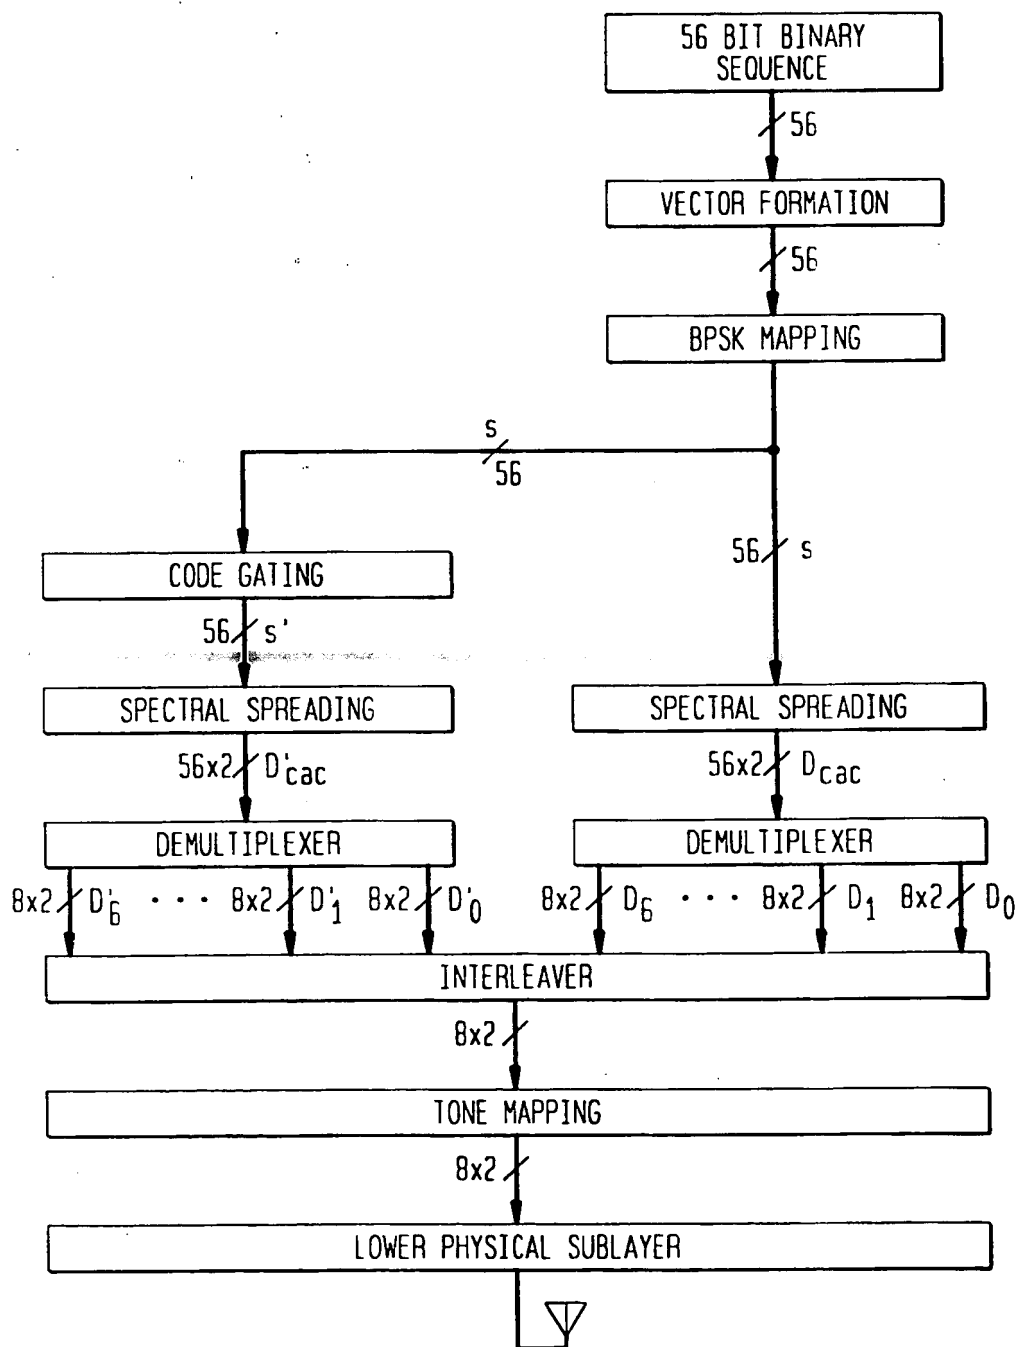 56 BIT BINARY
SEQUENCE
56
VECTOR FORMATION
56
BPSK MAPPING
s
56
56 s
CODE GATING
56 s'
SPECTRAL SPREADING
SPECTRAL SPREADING
56x2 D'cac
56x2 Dcac
DEMULTIPLEXER
DEMULTIPLEXER
8x2 D'6 ··· 8x2 D'1 8x2 D'0
8x2 D6 ··· 8x2 D1 8x2 D0
INTERLEAVER
8x2
TONE MAPPING
8x2
LOWER PHYSICAL SUBLAYER